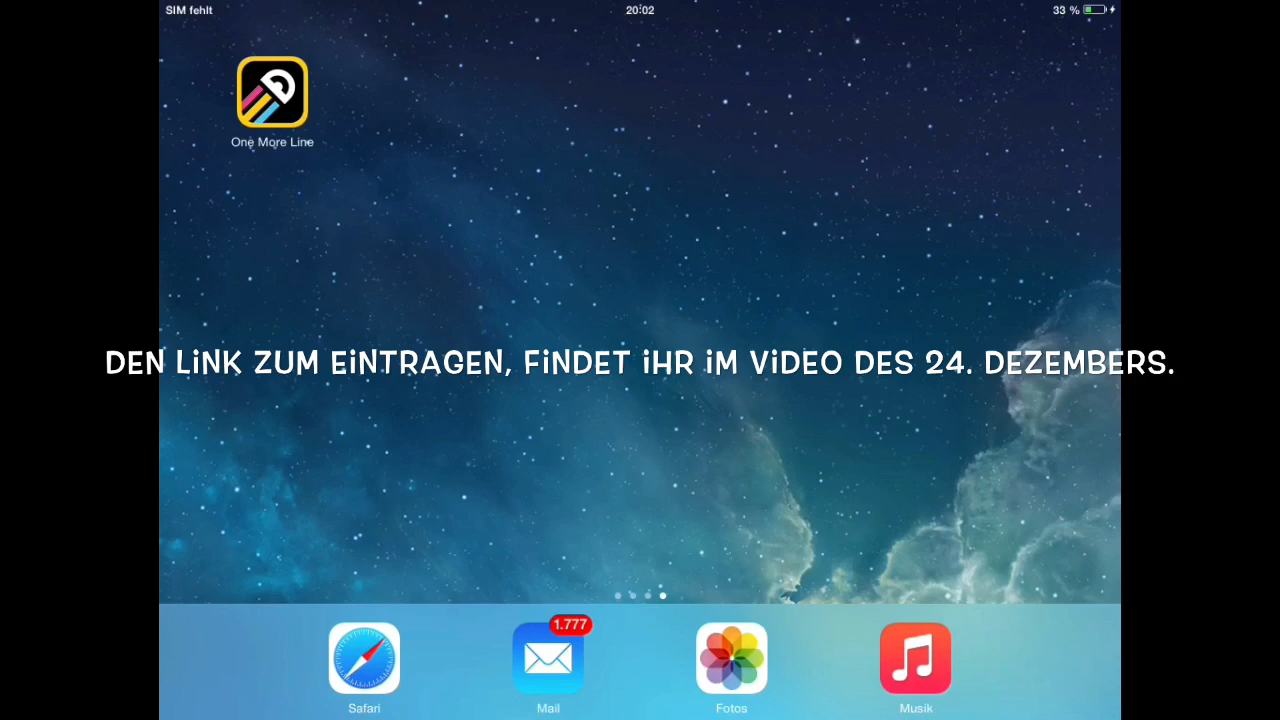 SIM fehlt 20:02 33 %
One More Line
DEN LINK ZUM EINTRAGEN, FINDET IHR IM VIDEO DES 24. DEZEMBERS.
1.777
Safari Mail Fotos Musik